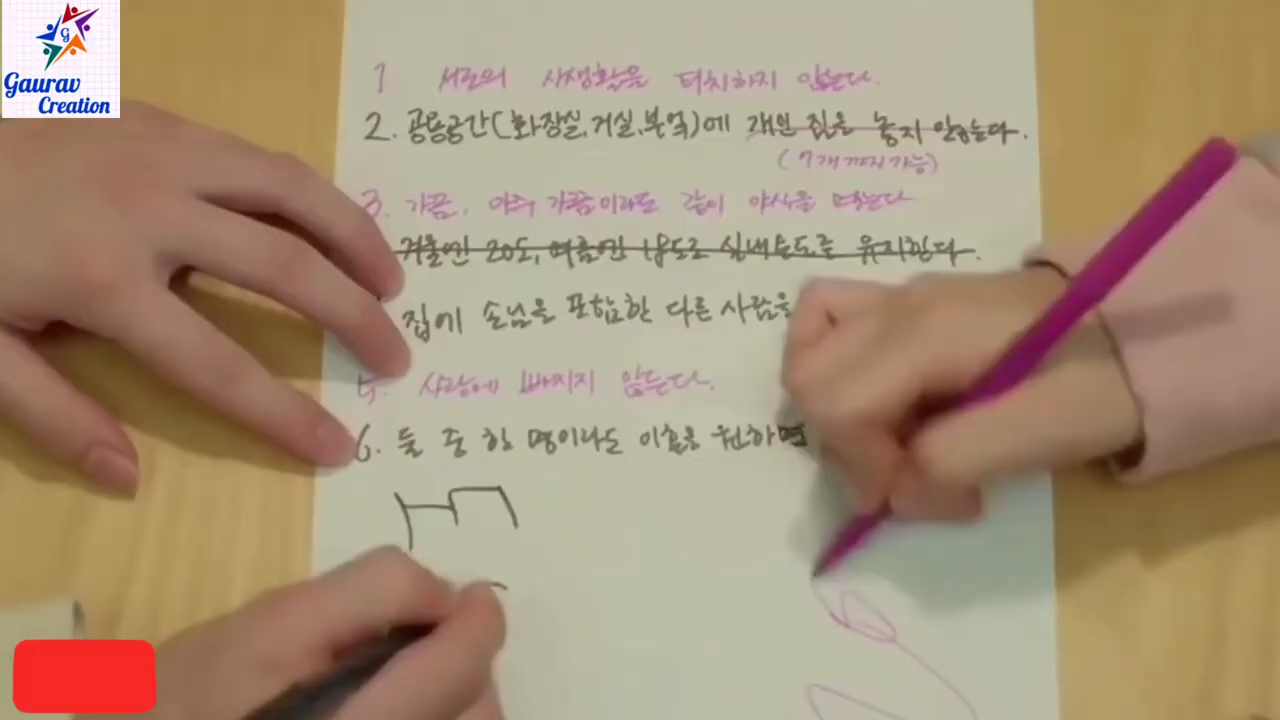 Gaurav
Creation
1 서로의 사생활을 터치하지 않는다.
2. 공용공간(화장실,거실,부엌)에 개인 짐을 놓지 않는다.
(7개까지 가능)
3. 가끔, 아주 가끔이라도 같이 야식을 먹는다
겨울엔 20도, 여름엔 18도로 실내온도를 유지한다.
집에 손님을 포함한 다른 사람을
5. 사랑에 빠지지 않는다.
6. 둘 중 한 명이라도 이혼을 원하면